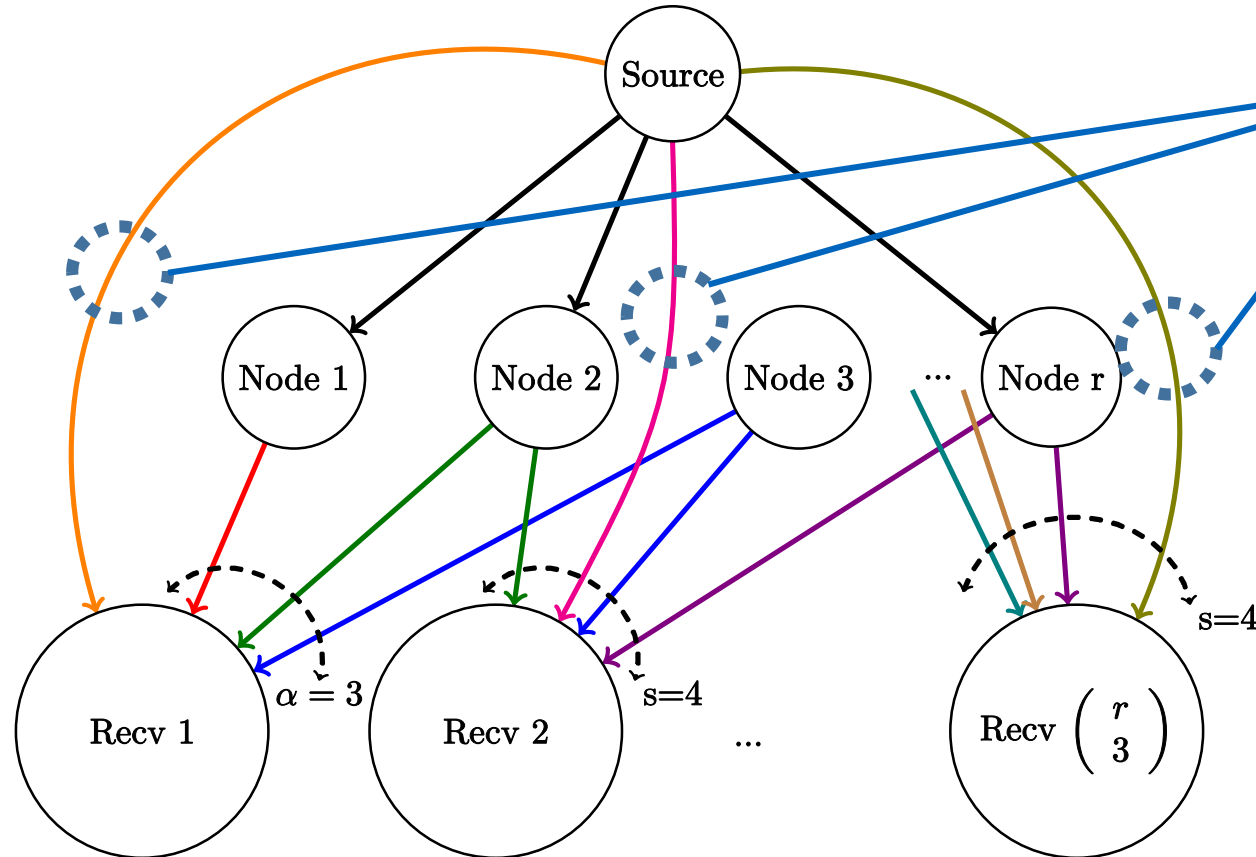 Source
Node 1
Node 2
Node 3
...
Node r
α = 3
s=4
s=4
Recv 1
Recv 2
...
Recv ( r
3 )